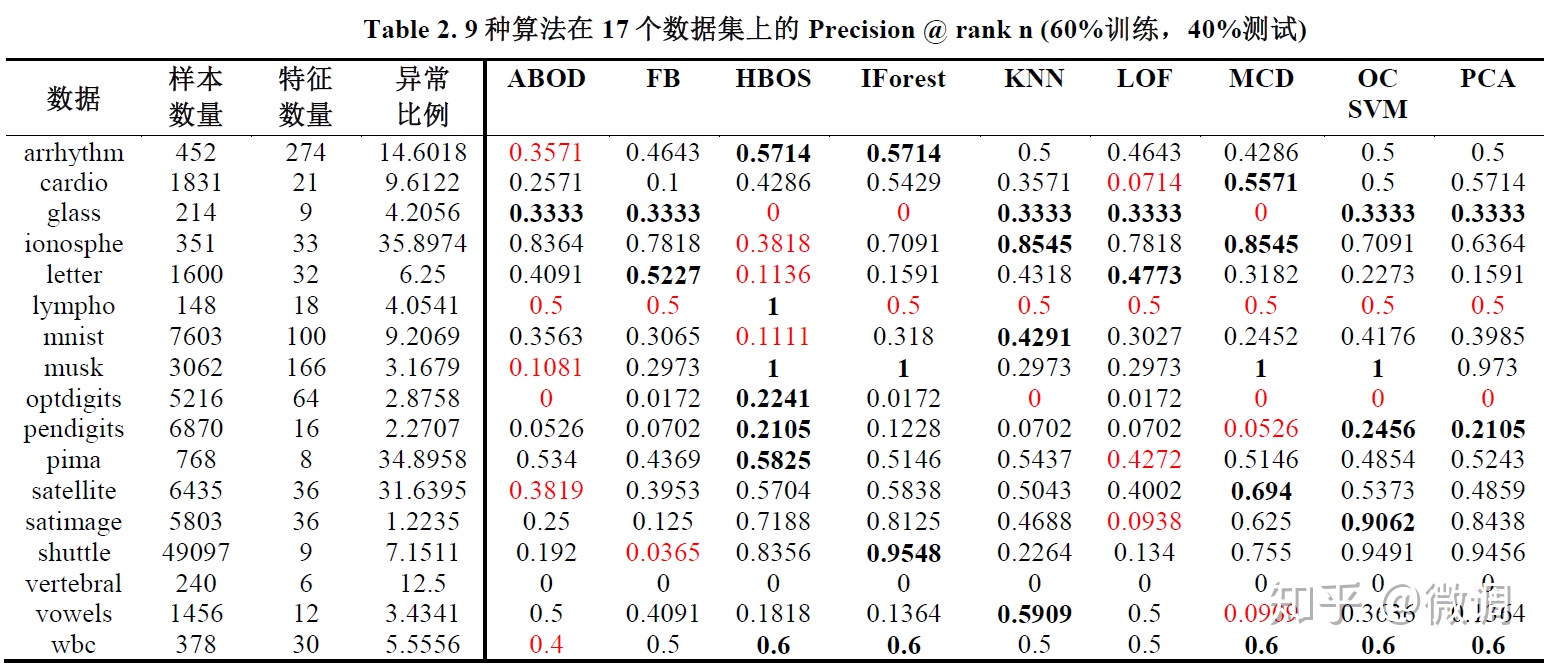 Table 2. 9 种算法在 17 个数据集上的 Precision @ rank n (60%训练，40%测试)
数据 样本数量 特征数量 异常比例 ABOD FB HBOS IForest KNN LOF MCD OC SVM PCA
arrhythm 452 274 14.6018 0.3571 0.4643 0.5714 0.5714 0.5 0.4643 0.4286 0.5 0.5
cardio 1831 21 9.6122 0.2571 0.1 0.4286 0.5429 0.3571 0.0714 0.5571 0.5 0.5714
glass 214 9 4.2056 0.3333 0.3333 0 0 0.3333 0.3333 0 0.3333 0.3333
ionosphe 351 33 35.8974 0.8364 0.7818 0.3818 0.7091 0.8545 0.7818 0.8545 0.7091 0.6364
letter 1600 32 6.25 0.4091 0.5227 0.1136 0.1591 0.4318 0.4773 0.3182 0.2273 0.1591
lympho 148 18 4.0541 0.5 0.5 1 0.5 0.5 0.5 0.5 0.5 0.5
mnist 7603 100 9.2069 0.3563 0.3065 0.1111 0.318 0.4291 0.3027 0.2452 0.4176 0.3985
musk 3062 166 3.1679 0.1081 0.2973 1 1 0.2973 0.2973 1 1 0.973
optdigits 5216 64 2.8758 0 0.0172 0.2241 0.0172 0 0.0172 0 0 0
pendigits 6870 16 2.2707 0.0526 0.0702 0.2105 0.1228 0.0702 0.0702 0.0526 0.2456 0.2105
pima 768 8 34.8958 0.534 0.4369 0.5825 0.5146 0.5437 0.4272 0.5146 0.4854 0.5243
satellite 6435 36 31.6395 0.3819 0.3953 0.5704 0.5838 0.5043 0.4002 0.694 0.5373 0.4859
satimage 5803 36 1.2235 0.25 0.125 0.7188 0.8125 0.4688 0.0938 0.625 0.9062 0.8438
shuttle 49097 9 7.1511 0.192 0.0365 0.8356 0.9548 0.2264 0.134 0.755 0.9491 0.9456
vertebral 240 6 12.5 0 0 0 0 0 0 0 0 0
vowels 1456 12 3.4341 0.5 0.4091 0.1818 0.1364 0.5909 0.5 0.0909 0.3636 0.1364
wbc 378 30 5.5556 0.4 0.5 0.6 0.6 0.5 0.5 0.6 0.6 0.6
知乎 @微调